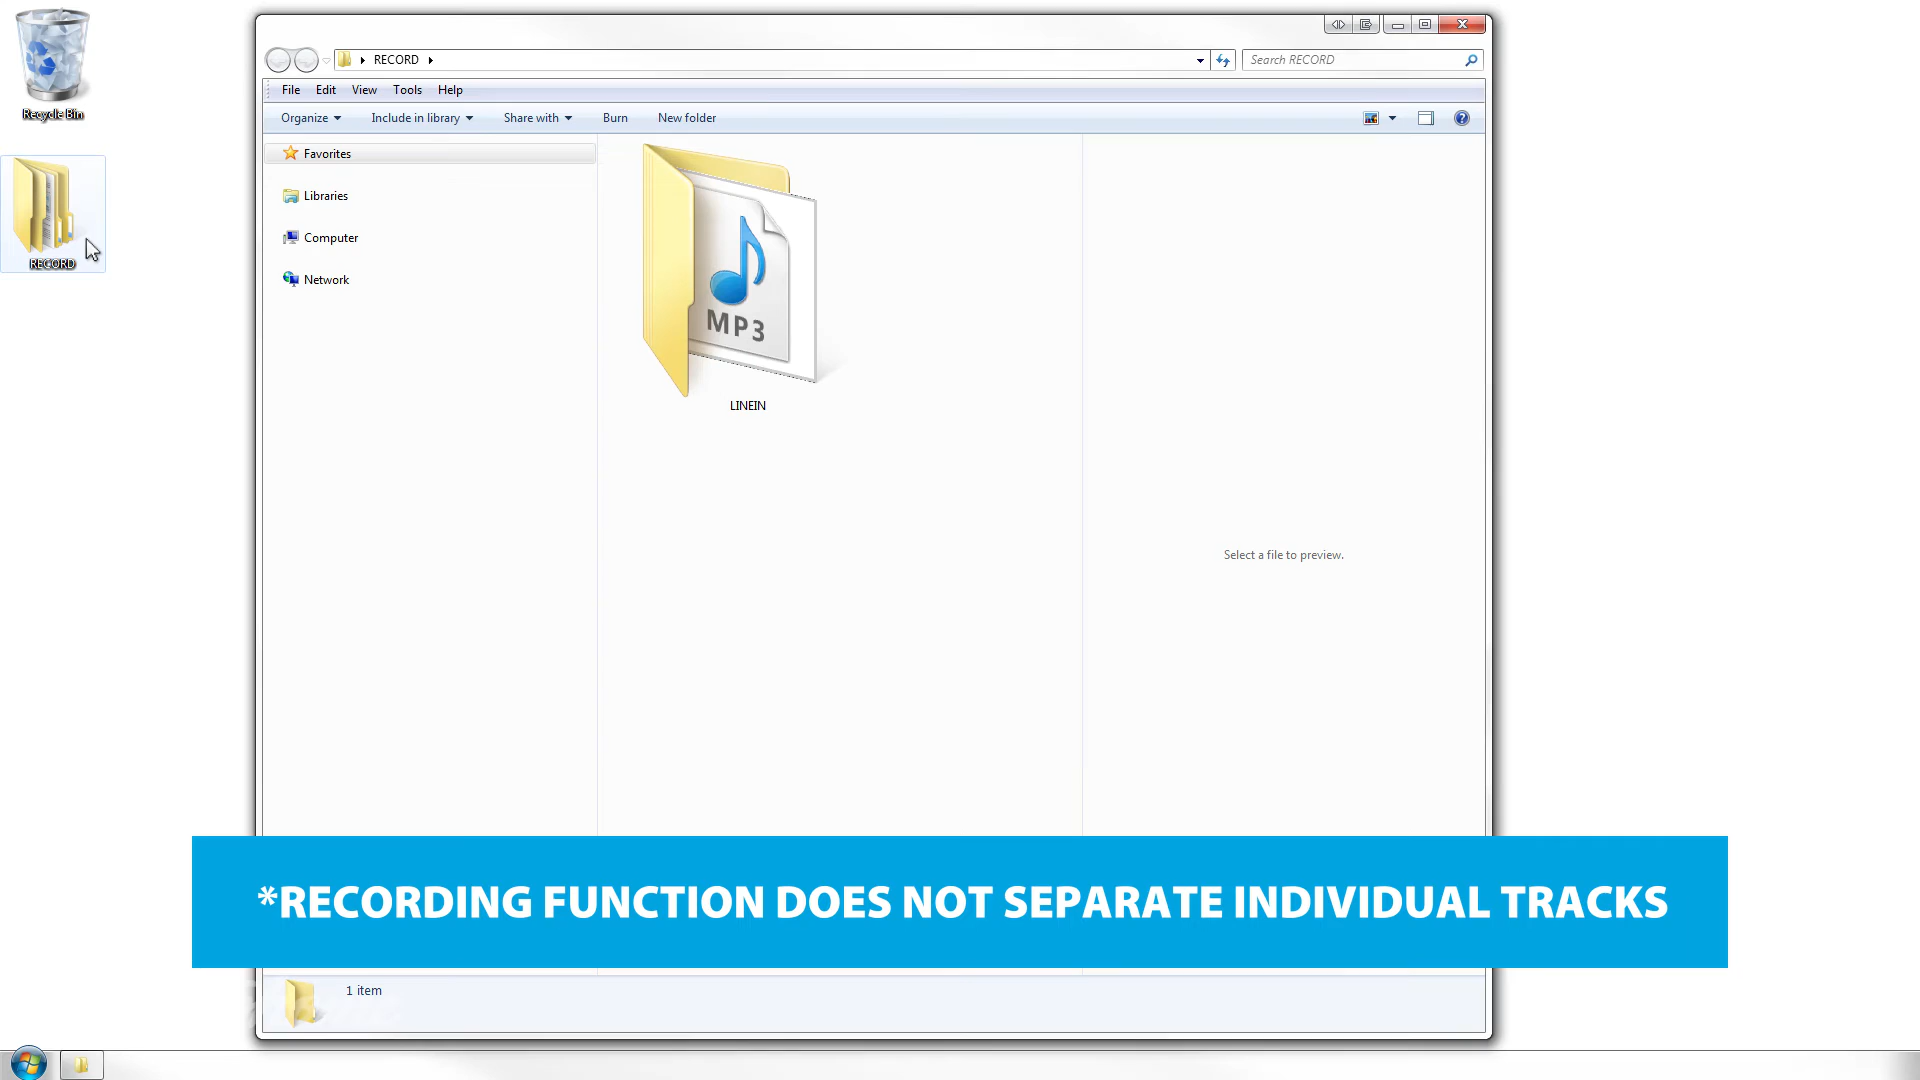 Recycle Bin
RECORD
RECORD
Search RECORD
File Edit View Tools Help
Organize Include in library Share with Burn New folder
Favorites
Libraries
Computer
Network
MP3
LINEIN
Select a file to preview.
*RECORDING FUNCTION DOES NOT SEPARATE INDIVIDUAL TRACKS
1 item